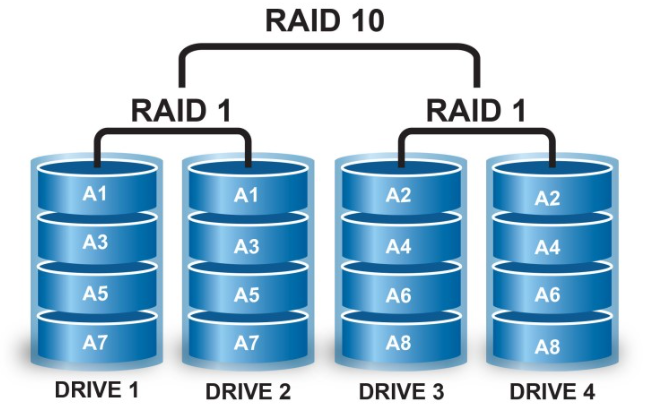 RAID 10
RAID 1 RAID 1
A1 A1 A2 A2
A3 A3 A4 A4
A5 A5 A6 A6
A7 A7 A8 A8
DRIVE 1 DRIVE 2 DRIVE 3 DRIVE 4